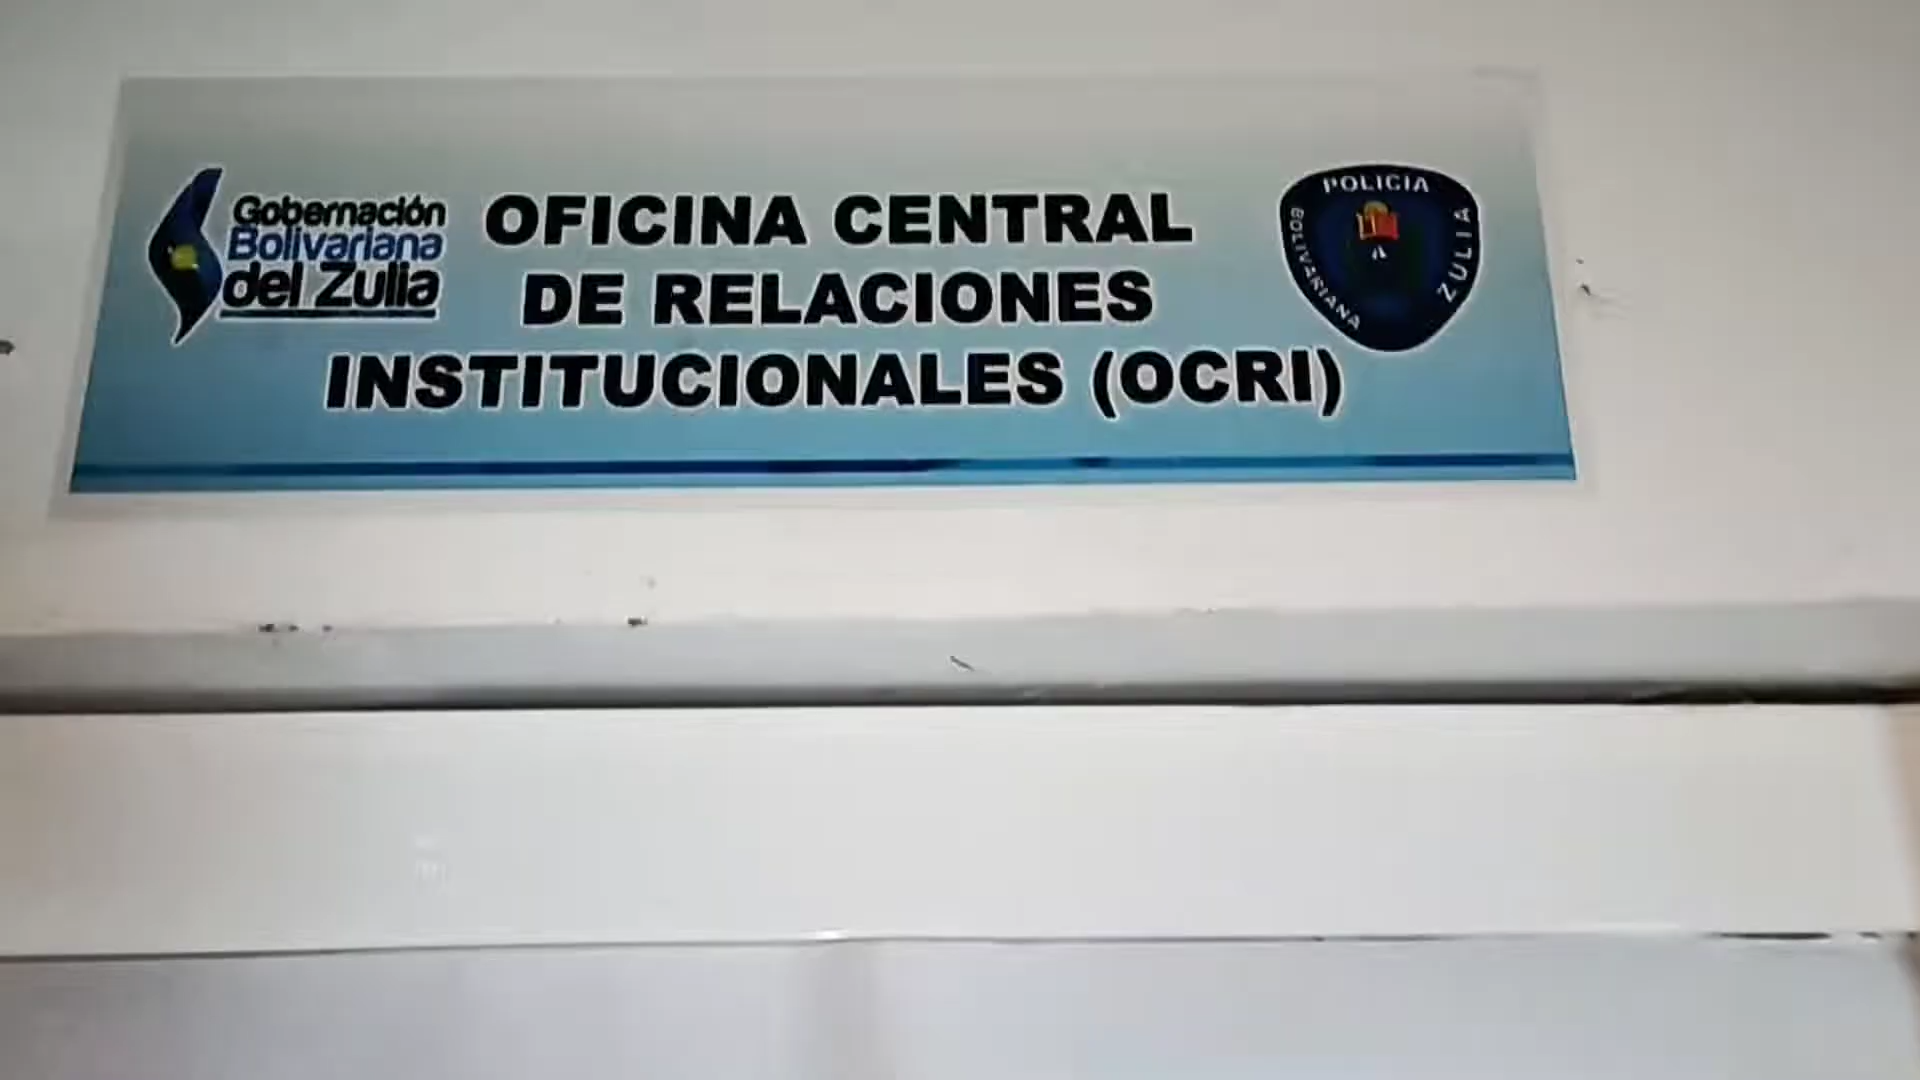 Gobernación
Bolivariana
del Zulia
OFICINA CENTRAL
DE RELACIONES
INSTITUCIONALES (OCRI)
POLICIA
BOLIVARIANA
ZULIA